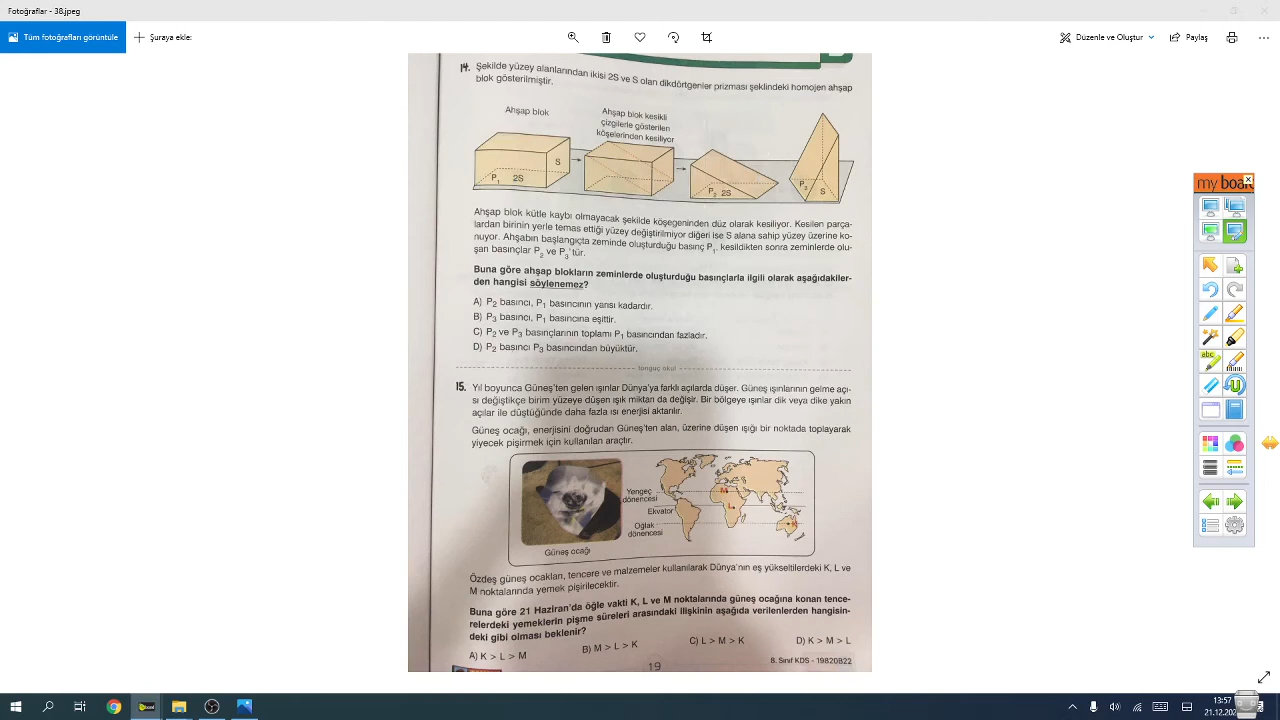 Fotoğraflar - 38.jpeg
Tüm fotoğrafları görüntüle
Şuraya ekle:
Düzenle ve Oluştur
Paylaş
14. Şekilde yüzey alanlarından ikisi 2S ve S olan dikdörtgenler prizması şeklindeki homojen ahşap
blok gösterilmiştir.
Ahşap blok
Ahşap blok kesikli
çizgilerle gösterilen
köşelerinden kesiliyor
P1 2S S
P2 2S
P3 S
Ahşap blok kütle kaybı olmayacak şekilde köşegeninden düz olarak kesiliyor. Kesilen parça-
lardan birinin yerle temas ettiği yüzey değiştirilmiyor diğeri ise S alana sahip yüzey üzerine ko-
nuyor. Ahşabın başlangıçta zeminde oluşturduğu basınç P1, kesildikten sonra zeminlerde olu-
şan basınçlar P2 ve P3'tür.
Buna göre ahşap blokların zeminlerde oluşturduğu basınçlarla ilgili olarak aşağıdakiler-
den hangisi söylenemez?
A) P2 basıncı, P1 basıncının yarısı kadardır.
B) P3 basıncı, P1 basıncına eşittir.
C) P2 ve P3 basınçlarının toplamı P1 basıncından fazladır.
D) P2 basıncı P3 basıncından büyüktür.
tonguç okul
15. Yıl boyunca Güneş'ten gelen ışınlar Dünya'ya farklı açılarda düşer. Güneş ışınlarının gelme açı-
sı değiştikçe birim yüzeye düşen ışık miktarı da değişir. Bir bölgeye ışınlar dik veya dike yakın
açılar ile düştüğünde daha fazla ısı enerjisi aktarılır.
Güneş ocağı, enerjisini doğrudan Güneş'ten alan, üzerine düşen ışığı bir noktada toplayarak
yiyecek pişirmek için kullanılan araçtır.
Yengeç
dönencesi
Ekvator
Oğlak
dönencesi
M
L
K
Güneş ocağı
Özdeş güneş ocakları, tencere ve malzemeler kullanılarak Dünya'nın eş yükseltilerdeki K, L ve
M noktalarında yemek pişirilecektir.
Buna göre 21 Haziran'da öğle vakti K, L ve M noktalarında güneş ocağına konan tence-
relerdeki yemeklerin pişme süreleri arasındaki ilişkinin aşağıda verilenlerden hangisin-
deki gibi olması beklenir?
A) K > L > M
B) M > L > K
C) L > M > K
D) K > M > L
19
8. Sınıf KDS - 19820B22
my
abc
13:57